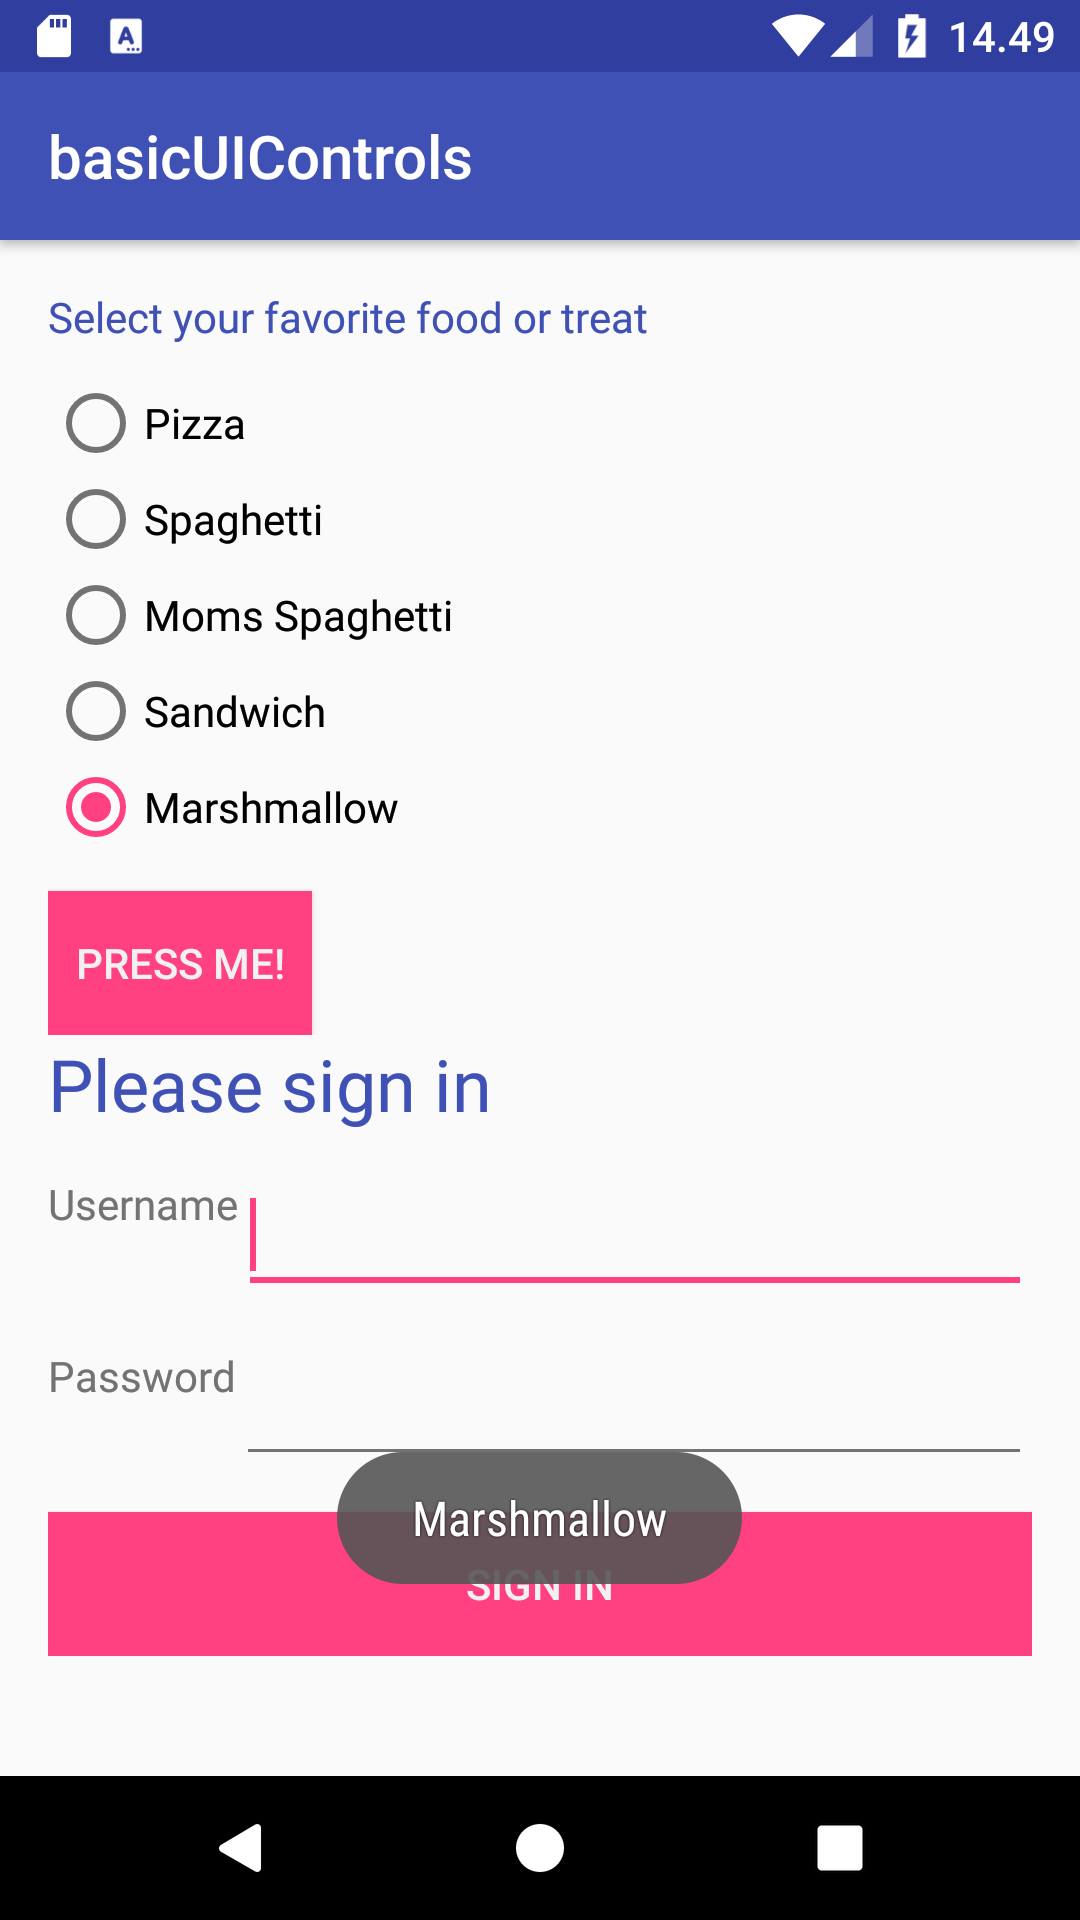 14.49
basicUIControls
Select your favorite food or treat
Pizza
Spaghetti
Moms Spaghetti
Sandwich
Marshmallow
PRESS ME!
Please sign in
Username
Password
Marshmallow
SIGN IN